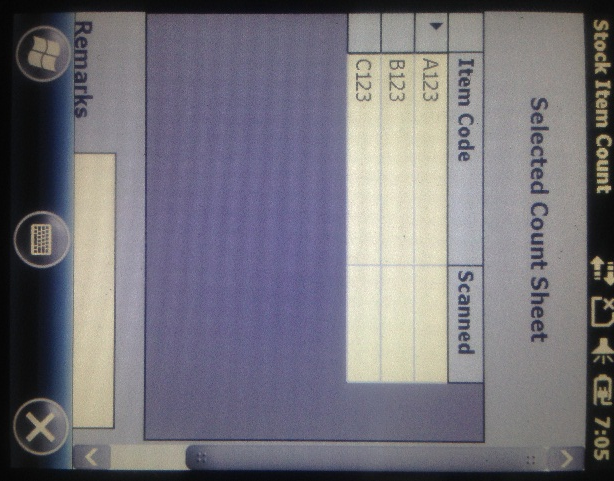 Stock Item Count 7:05
Selected Count Sheet
Item Code Scanned
A123
B123
C123
Remarks